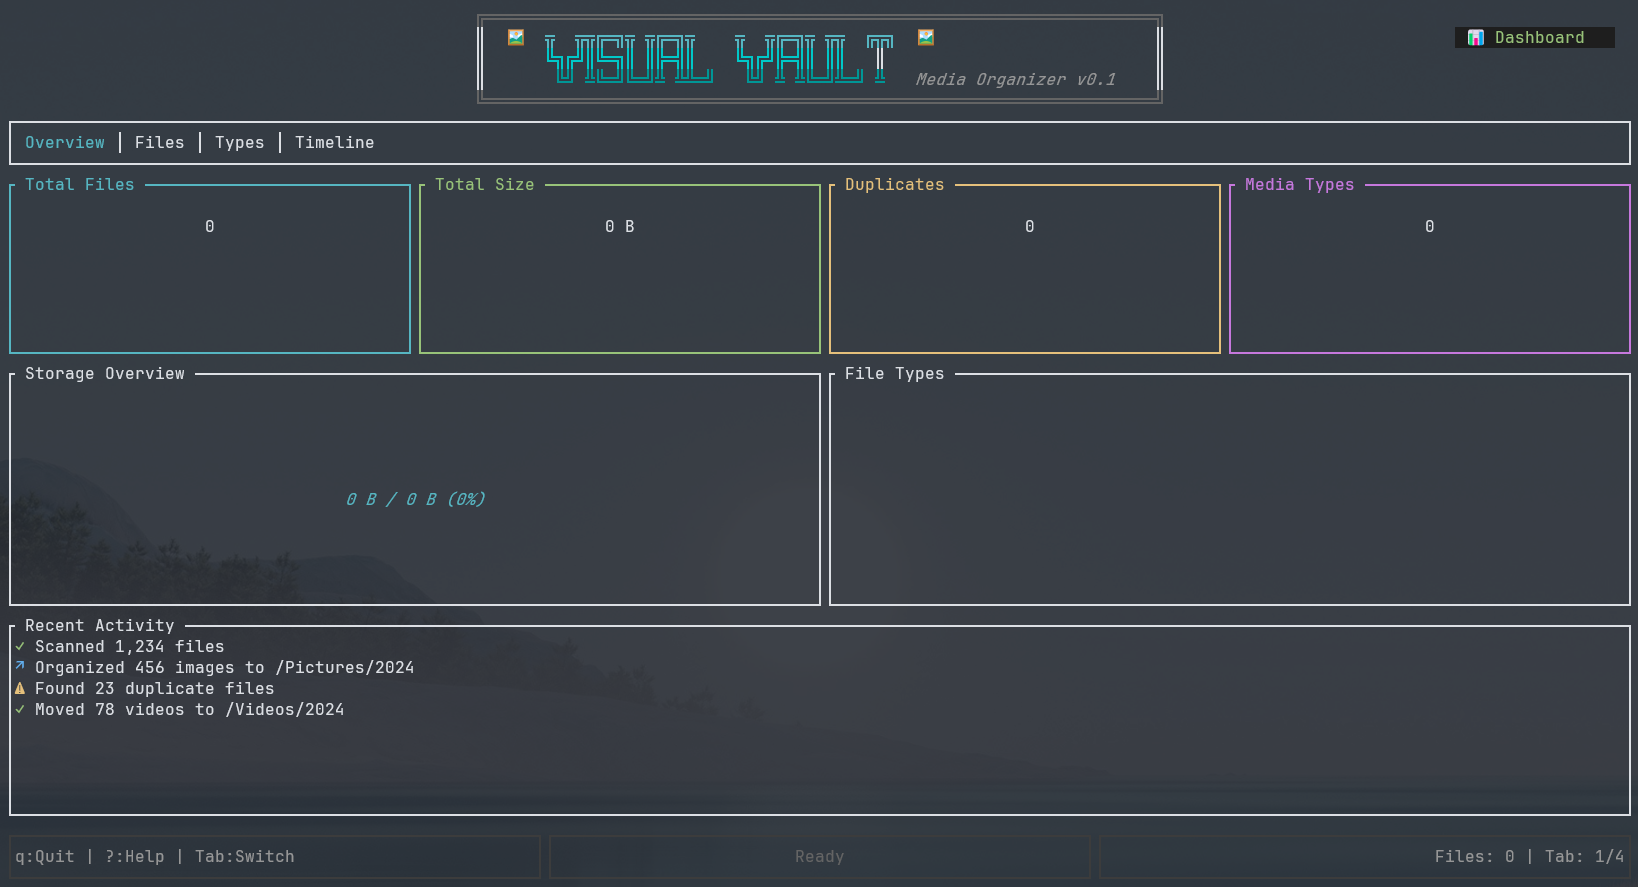 VISUAL VAULT
Media Organizer v0.1
Dashboard
Overview | Files | Types | Timeline
Total Files
0
Total Size
0 B
Duplicates
0
Media Types
0
Storage Overview
0 B / 0 B (0%)
File Types
Recent Activity
✓ Scanned 1,234 files
↗ Organized 456 images to /Pictures/2024
⚠ Found 23 duplicate files
✓ Moved 78 videos to /Videos/2024
q:Quit | ?:Help | Tab:Switch
Ready
Files: 0 | Tab: 1/4